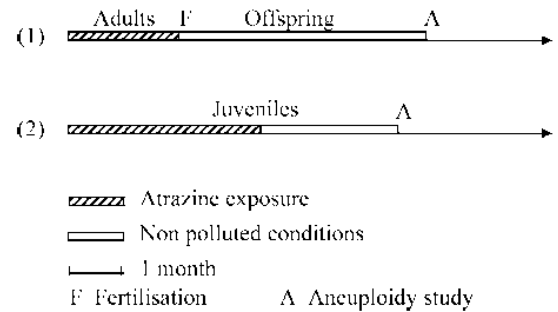 Adults F Offspring A
(1)
Juveniles A
(2)
Atrazine exposure
Non polluted conditions
1 month
F Fertilisation A Aneuploidy study